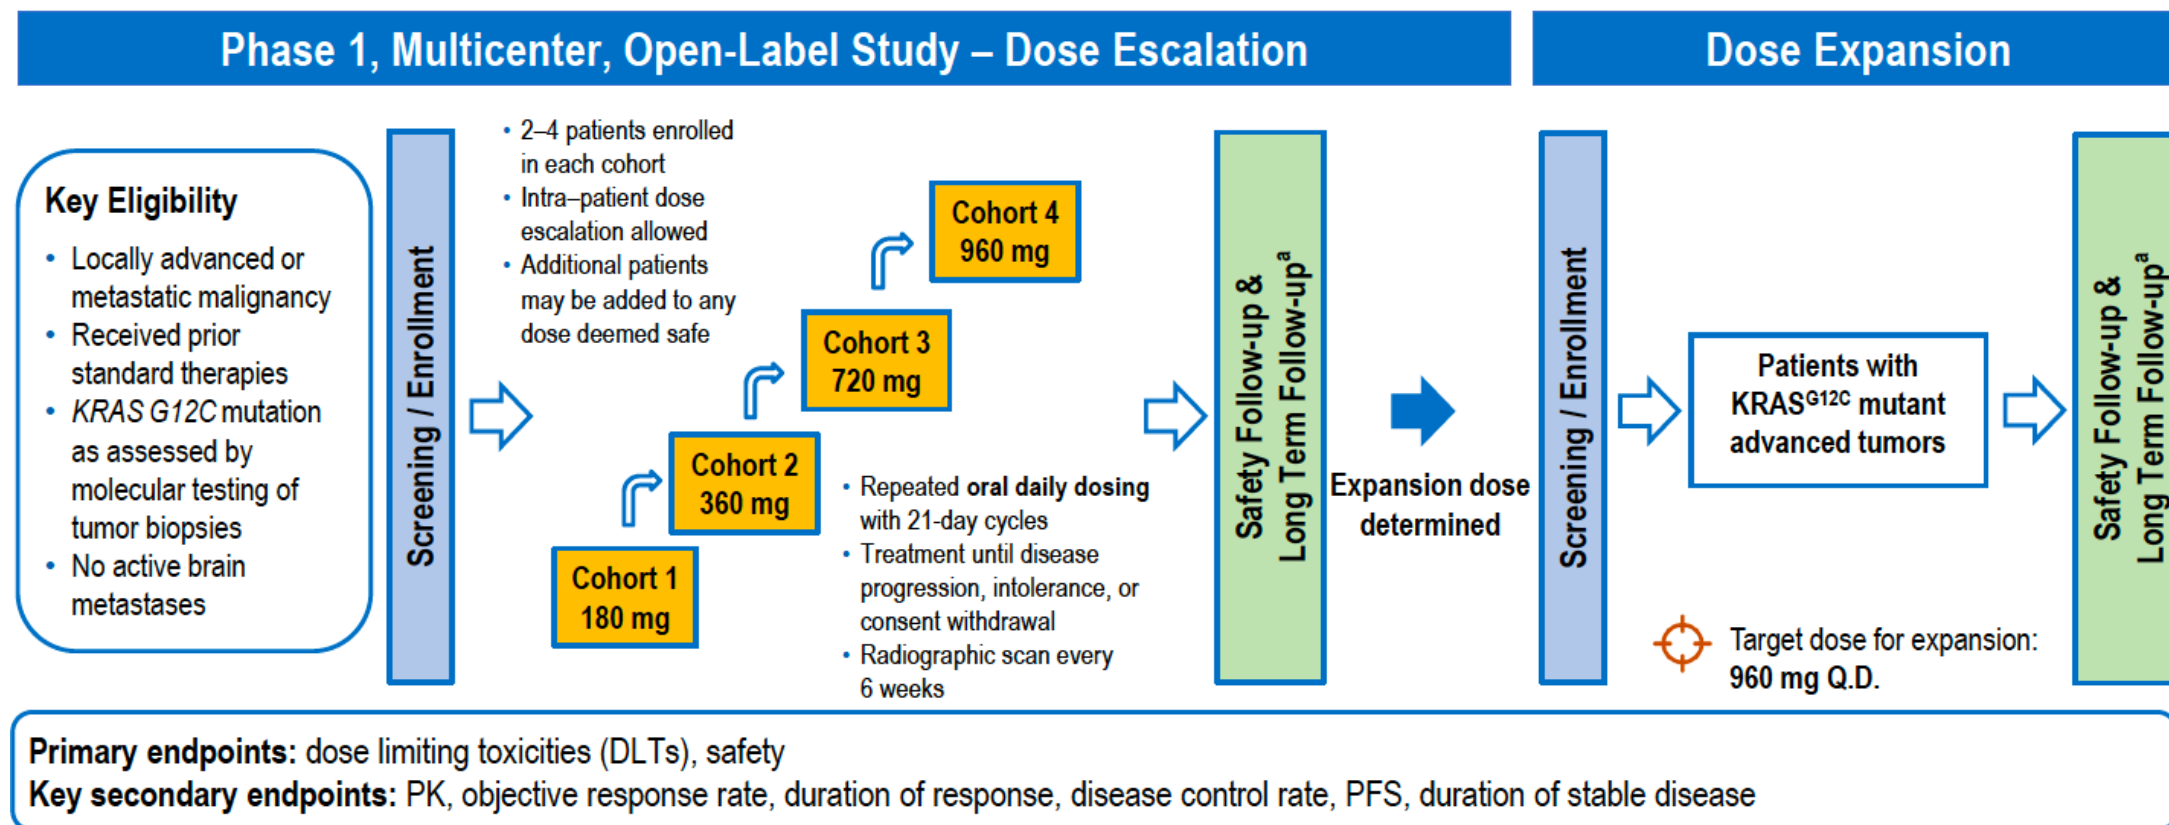 Phase 1, Multicenter, Open-Label Study – Dose Escalation
Dose Expansion
Key Eligibility
• Locally advanced or
metastatic malignancy
• Received prior
standard therapies
• KRAS G12C mutation
as assessed by
molecular testing of
tumor biopsies
• No active brain
metastases
Screening / Enrollment
• 2–4 patients enrolled
in each cohort
• Intra–patient dose
escalation allowed
• Additional patients
may be added to any
dose deemed safe
Cohort 1
180 mg
Cohort 2
360 mg
Cohort 3
720 mg
Cohort 4
960 mg
• Repeated oral daily dosing
with 21-day cycles
• Treatment until disease
progression, intolerance, or
consent withdrawal
• Radiographic scan every
6 weeks
Safety Follow-up &
Long Term Follow-upᵃ
Expansion dose
determined
Screening / Enrollment
Patients with
KRASᴳ¹²ᶜ mutant
advanced tumors
Target dose for expansion:
960 mg Q.D.
Safety Follow-up &
Long Term Follow-upᵃ
Primary endpoints: dose limiting toxicities (DLTs), safety
Key secondary endpoints: PK, objective response rate, duration of response, disease control rate, PFS, duration of stable disease